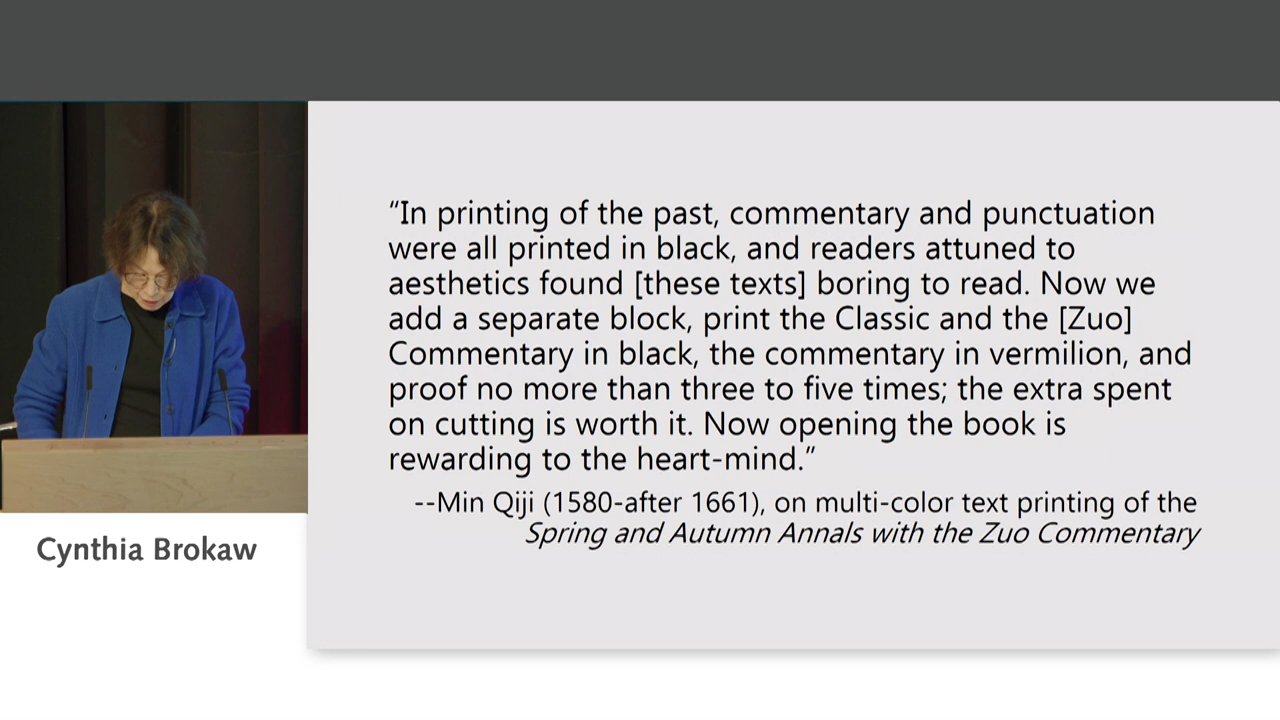 “In printing of the past, commentary and punctuation
were all printed in black, and readers attuned to
aesthetics found [these texts] boring to read. Now we
add a separate block, print the Classic and the [Zuo]
Commentary in black, the commentary in vermilion, and
proof no more than three to five times; the extra spent
on cutting is worth it. Now opening the book is
rewarding to the heart-mind.”
--Min Qiji (1580-after 1661), on multi-color text printing of the
Spring and Autumn Annals with the Zuo Commentary
Cynthia Brokaw